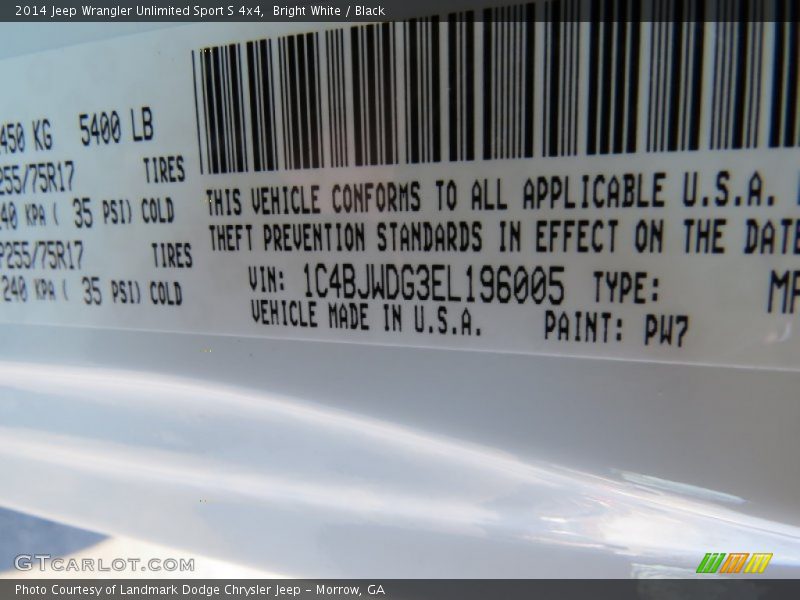 2014 Jeep Wrangler Unlimited Sport S 4x4, Bright White / Black
450 KG 5400 LB
255/75R17 TIRES
240 KPA ( 35 PSI) COLD
P255/75R17 TIRES
240 KPA ( 35 PSI) COLD
THIS VEHICLE CONFORMS TO ALL APPLICABLE U.S.A.
THEFT PREVENTION STANDARDS IN EFFECT ON THE DATE
VIN: 1C4BJWDG3EL196005 TYPE: MP
VEHICLE MADE IN U.S.A. PAINT: PW7
GTCARLOT.COM
Photo Courtesy of Landmark Dodge Chrysler Jeep - Morrow, GA